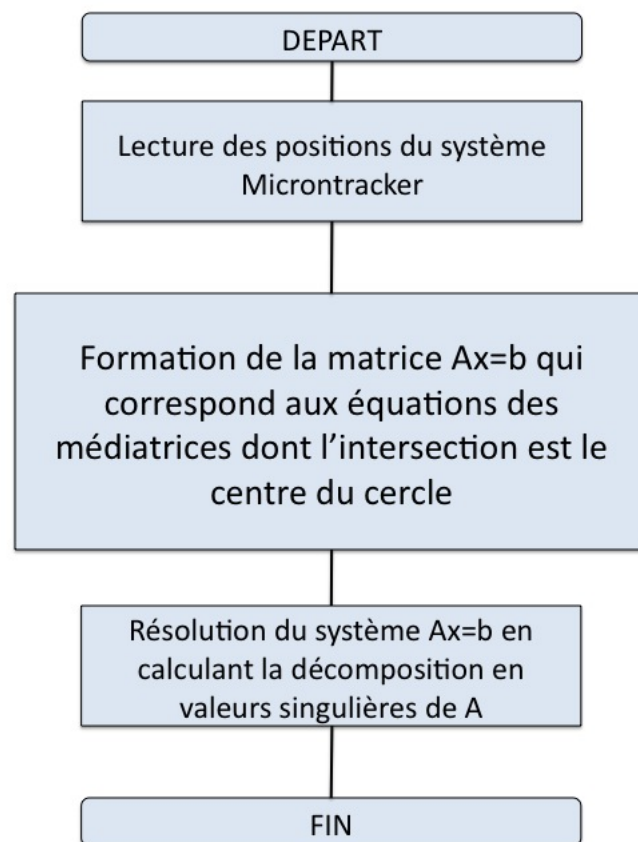 DEPART
Lecture des positions du système
Microntracker
Formation de la matrice Ax=b qui
correspond aux équations des
médiatrices dont l’intersection est le
centre du cercle
Résolution du système Ax=b en
calculant la décomposition en
valeurs singulières de A
FIN